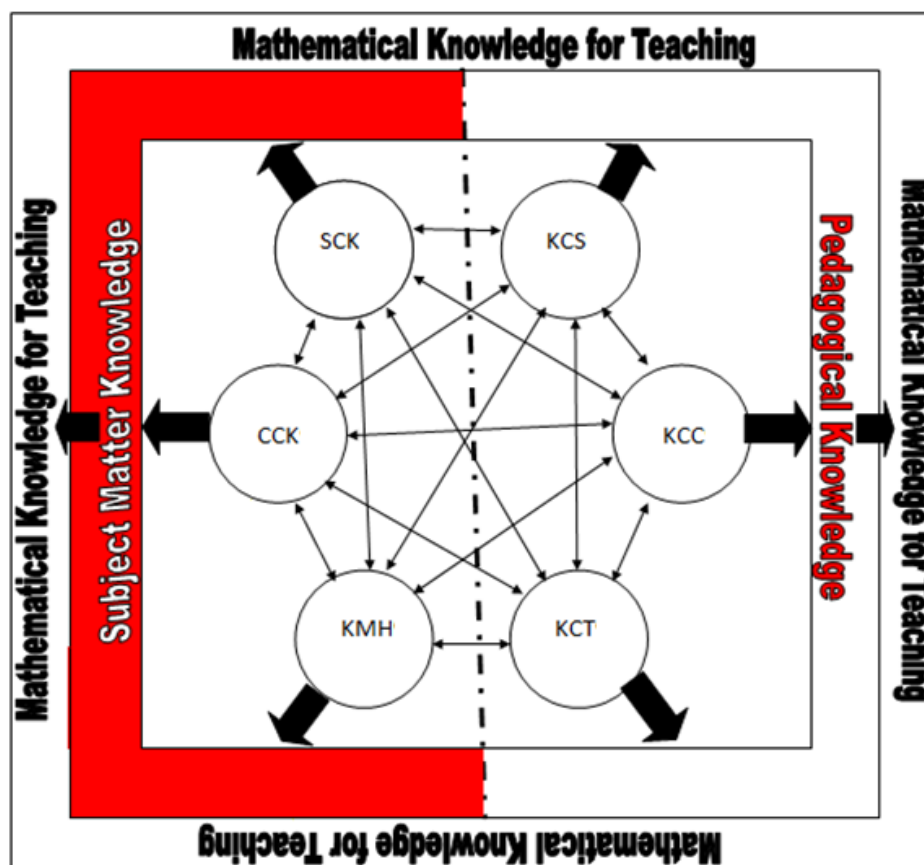 Mathematical Knowledge for Teaching
Mathematical Knowledge for Teaching
Subject Matter Knowledge
SCK
KCS
CCK
KCC
KMH
KCT
Pedagogical Knowledge
Mathematical Knowledge for Teaching
Mathematical Knowledge for Teaching